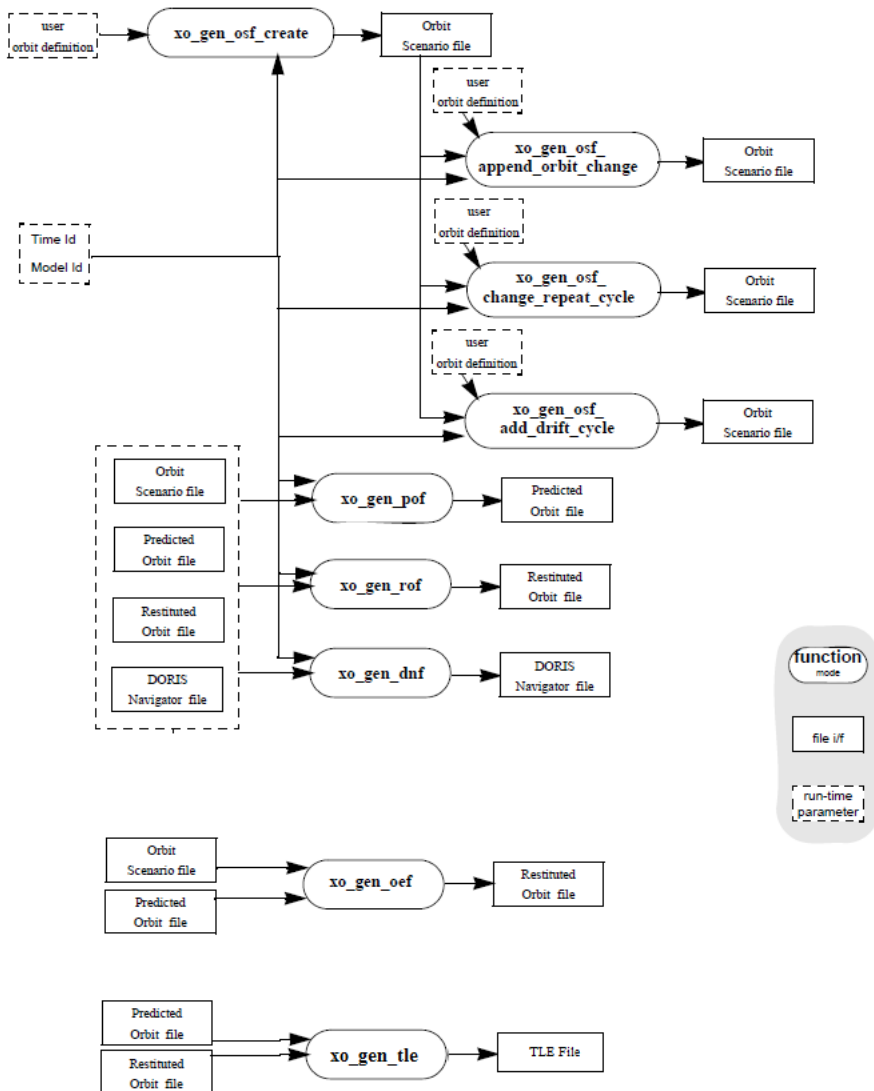 user
orbit definition
xo_gen_osf_create
Orbit
Scenario file
user
orbit definition
xo_gen_osf_
append_orbit_change
Orbit
Scenario file
Time Id
Model Id
user
orbit definition
xo_gen_osf_
change_repeat_cycle
Orbit
Scenario file
user
orbit definition
xo_gen_osf_
add_drift_cycle
Orbit
Scenario file
Orbit
Scenario file
xo_gen_pof
Predicted
Orbit file
Predicted
Orbit file
xo_gen_rof
Restituted
Orbit file
Restituted
Orbit file
DORIS
Navigator file
xo_gen_dnf
DORIS
Navigator file
function
mode
file i/f
run-time
parameter
Orbit
Scenario file
Predicted
Orbit file
xo_gen_oef
Restituted
Orbit file
Predicted
Orbit file
Restituted
Orbit file
xo_gen_tle
TLE File